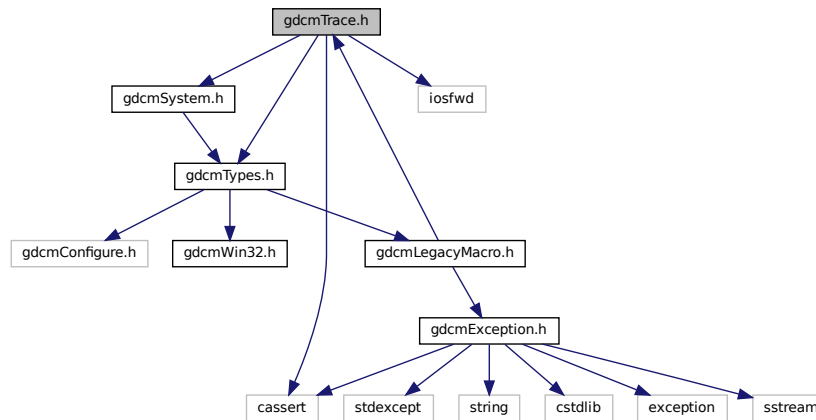 gdcmTrace.h
gdcmSystem.h
iosfwd
gdcmTypes.h
gdcmConfigure.h
gdcmWin32.h
gdcmLegacyMacro.h
gdcmException.h
cassert
stdexcept
string
cstdlib
exception
sstream